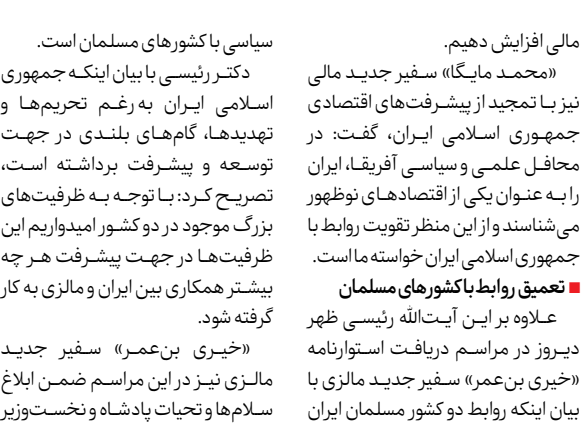 مالی افزایش دهیم.
«محمد مایگا» سفیر جدید مالی
نیز با تمجید از پیشرفت‌های اقتصادی
جمهوری اسلامی ایران، گفت: در
محافل علمی و سیاسی آفریقا، ایران
را به عنوان یکی از اقتصادهای نوظهور
می‌شناسند و از این منظر تقویت روابط با
جمهوری اسلامی ایران خواسته ما است.
■ تعمیق روابط با کشورهای مسلمان
علاوه بر این آیت‌الله رئیسی ظهر
دیروز در مراسم دریافت استوارنامه
«خیری بن‌عمر» سفیر جدید مالزی با
بیان اینکه روابط دو کشور مسلمان ایران
سیاسی با کشورهای مسلمان است.
دکتر رئیسی با بیان اینکه جمهوری
اسلامی ایران به رغم تحریم‌ها و
تهدیدها، گام‌های بلندی در جهت
توسعه و پیشرفت برداشته است،
تصریح کرد: با توجه به ظرفیت‌های
بزرگ موجود در دو کشور امیدواریم این
ظرفیت‌ها در جهت پیشرفت هر چه
بیشتر همکاری بین ایران و مالزی به کار
گرفته شود.
«خیری بن‌عمر» سفیر جدید
مالزی نیز در این مراسم ضمن ابلاغ
سلام‌ها و تحیات پادشاه و نخست‌وزیر